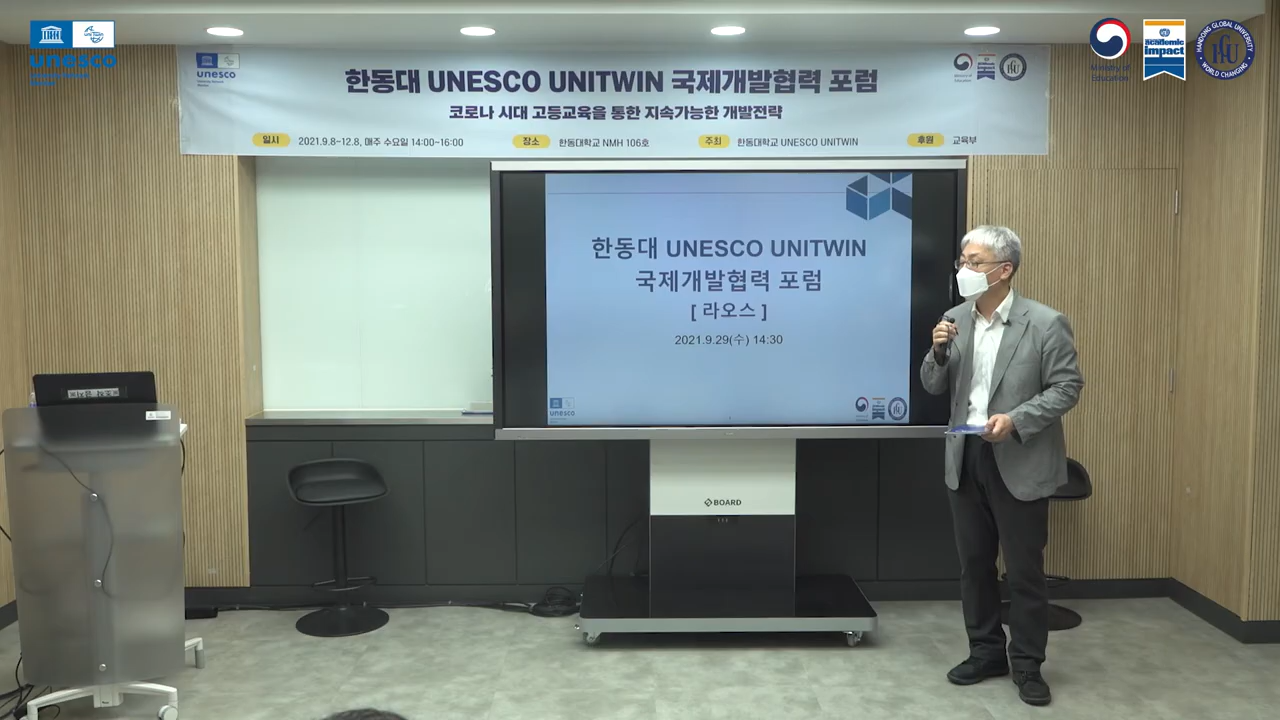 unesco
Ministry of
Education
academic
impact
HANDONG GLOBAL UNIVERSITY
WORLD CHANGING
unesco
한동대 UNESCO UNITWIN 국제개발협력 포럼
코로나 시대 고등교육을 통한 지속가능한 개발전략
일시 2021.9.8~12.8, 매주 수요일 14:00~16:00 장소 한동대학교 NMH 106호 주최 한동대학교 UNESCO UNITWIN 후원 교육부
한동대 UNESCO UNITWIN
국제개발협력 포럼
[ 라오스 ]
2021.9.29(수) 14:30
unesco
BOARD